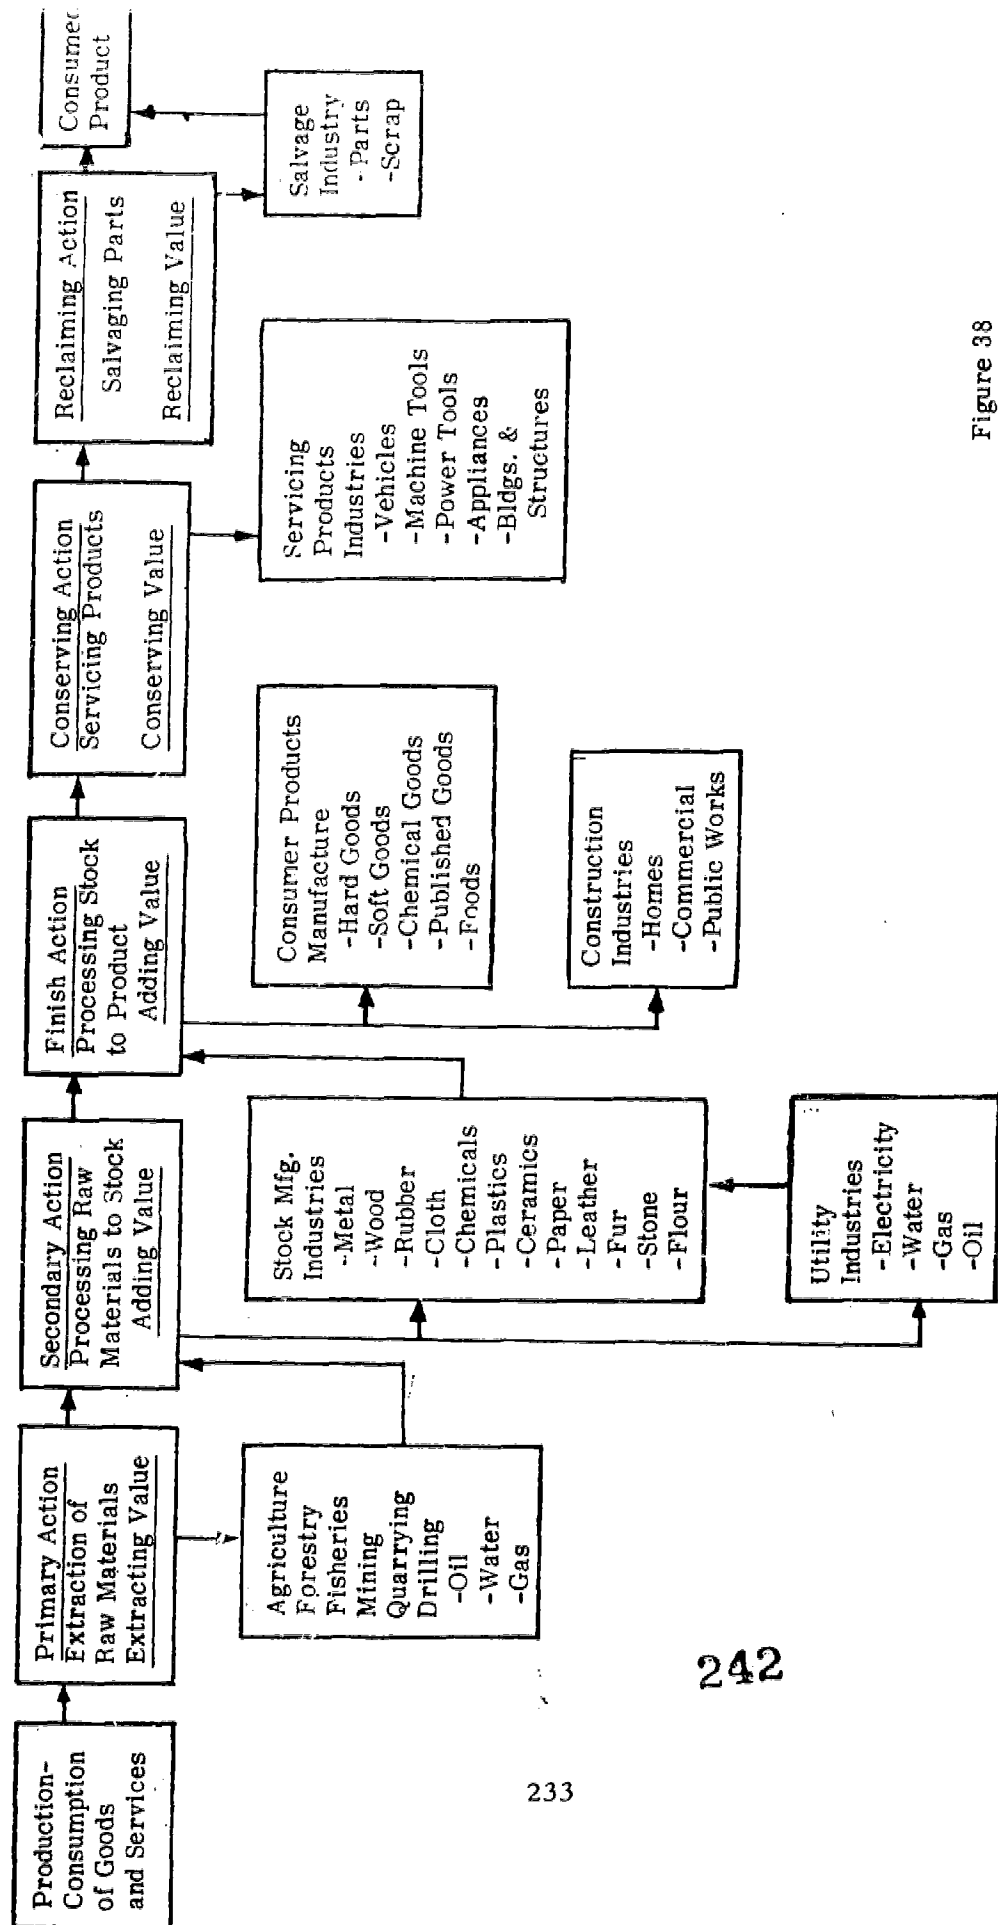 Production-
Consumption
of Goods
and Services
Primary Action
Extraction of
Raw Materials
Extracting Value
Agriculture
Forestry
Fisheries
Mining
Quarrying
Drilling
-Oil
-Water
-Gas
Secondary Action
Processing Raw
Materials to Stock
Adding Value
Stock Mfg.
Industries
-Metal
-Wood
-Rubber
-Cloth
-Chemicals
-Plastics
-Ceramics
-Paper
-Leather
-Fur
-Stone
-Flour
Utility
Industries
-Electricity
-Water
-Gas
-Oil
Finish Action
Processing Stock
to Product
Adding Value
Consumer Products
Manufacture
-Hard Goods
-Soft Goods
-Chemical Goods
-Published Goods
-Foods
Construction
Industries
-Homes
-Commercial
-Public Works
Conserving Action
Servicing Products
Conserving Value
Servicing
Products
Industries
-Vehicles
-Machine Tools
-Power Tools
-Appliances
-Bldgs. &
Structures
Reclaiming Action
Salvaging Parts
Reclaiming Value
Salvage
Industry
-Parts
-Scrap
Consumed
Product
Figure 38
242
233